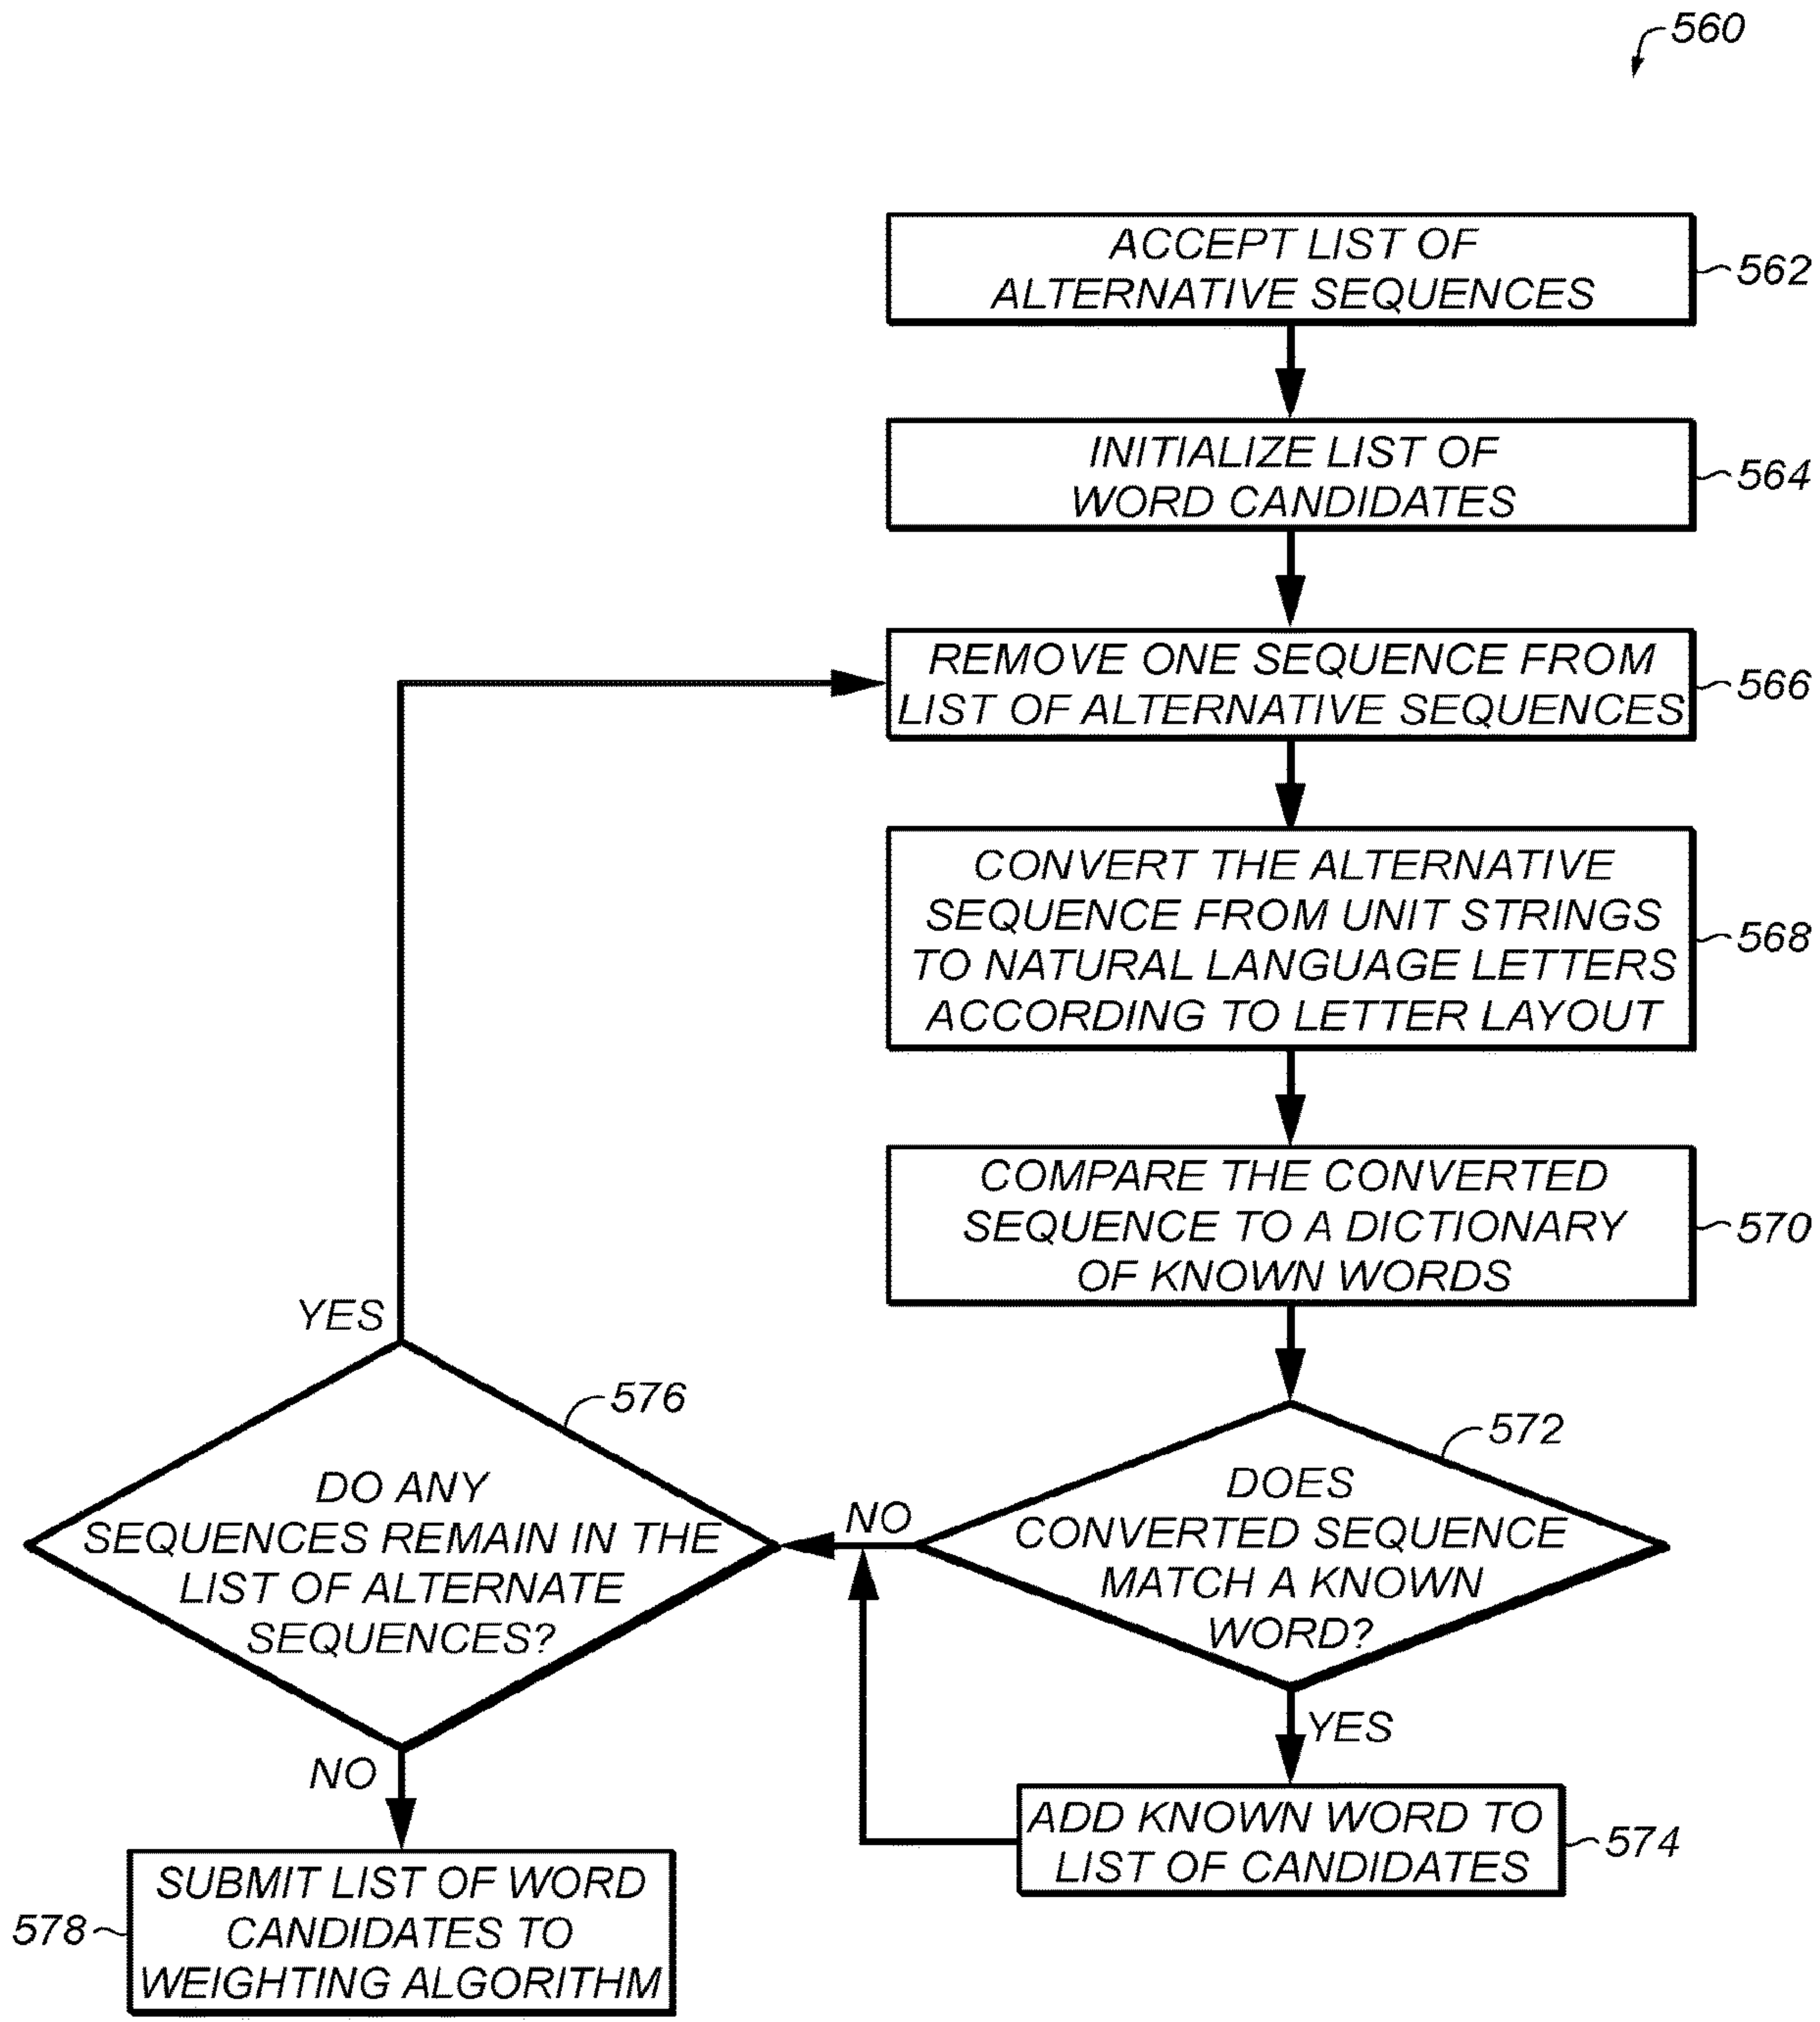 560
ACCEPT LIST OF
ALTERNATIVE SEQUENCES
562
INITIALIZE LIST OF
WORD CANDIDATES
564
REMOVE ONE SEQUENCE FROM
LIST OF ALTERNATIVE SEQUENCES
566
CONVERT THE ALTERNATIVE
SEQUENCE FROM UNIT STRINGS
TO NATURAL LANGUAGE LETTERS
ACCORDING TO LETTER LAYOUT
568
COMPARE THE CONVERTED
SEQUENCE TO A DICTIONARY
OF KNOWN WORDS
570
DOES
CONVERTED SEQUENCE
MATCH A KNOWN
WORD?
572
YES
ADD KNOWN WORD TO
LIST OF CANDIDATES
574
NO
DO ANY
SEQUENCES REMAIN IN THE
LIST OF ALTERNATE
SEQUENCES?
576
YES
NO
SUBMIT LIST OF WORD
CANDIDATES TO
WEIGHTING ALGORITHM
578